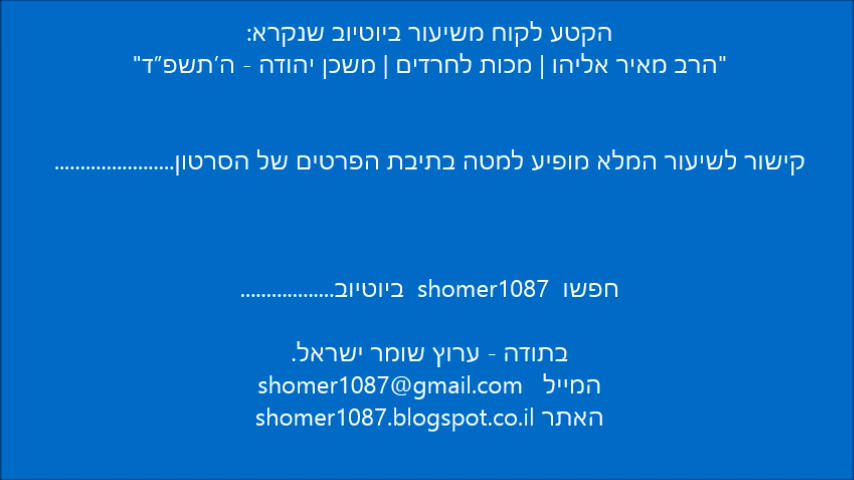 הקטע לקוח משיעור ביוטיוב שנקרא:
"הרב מאיר אליהו | מכות לחרדים | משכן יהודה - ה׳תשפ״ד"
קישור לשיעור המלא מופיע למטה בתיבת הפרטים של הסרטון.......................
חפשו shomer1087 ביוטיוב..................
בתודה - ערוץ שומר ישראל.
המייל shomer1087@gmail.com
האתר shomer1087.blogspot.co.il